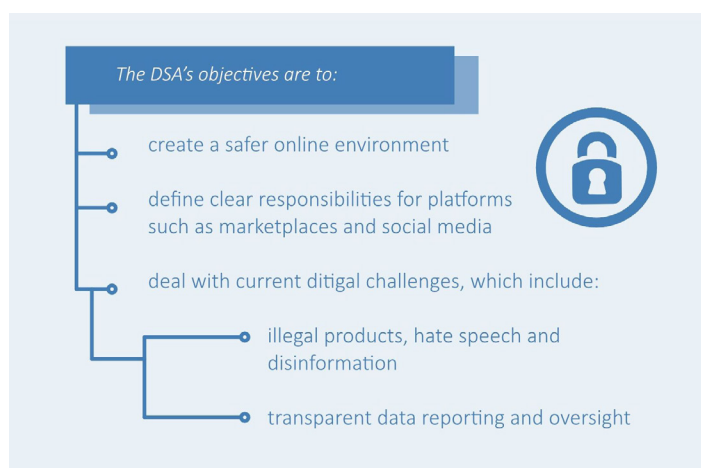 The DSA's objectives are to:
create a safer online environment
define clear responsibilities for platforms
such as marketplaces and social media
deal with current ditigal challenges, which include:
illegal products, hate speech and
disinformation
transparent data reporting and oversight